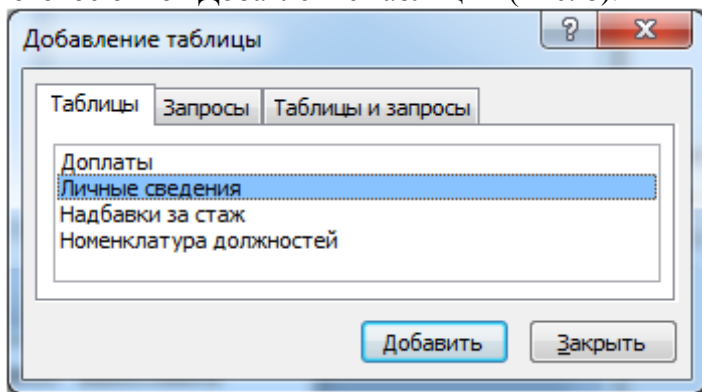 Добавление таблицы
Таблицы Запросы Таблицы и запросы
Доплаты
Личные сведения
Надбавки за стаж
Номенклатура должностей
Добавить Закрыть